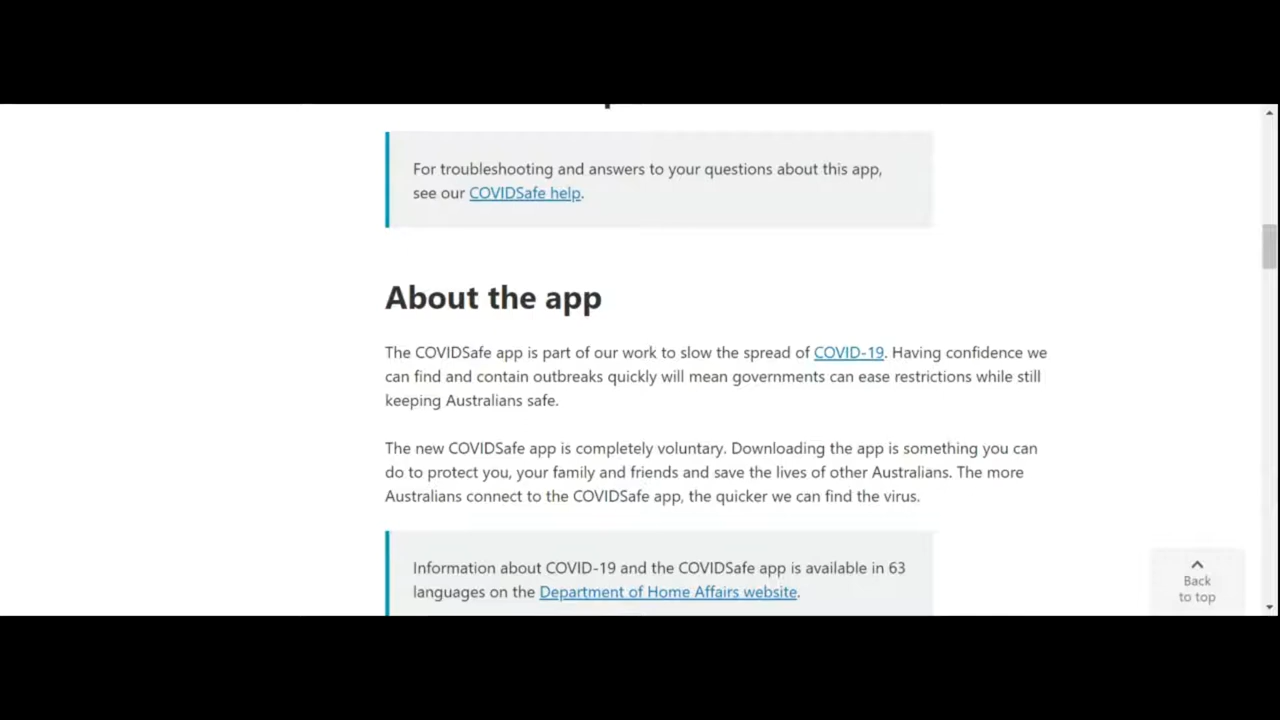 For troubleshooting and answers to your questions about this app,
see our COVIDSafe help.
About the app
The COVIDSafe app is part of our work to slow the spread of COVID-19. Having confidence we
can find and contain outbreaks quickly will mean governments can ease restrictions while still
keeping Australians safe.
The new COVIDSafe app is completely voluntary. Downloading the app is something you can
do to protect you, your family and friends and save the lives of other Australians. The more
Australians connect to the COVIDSafe app, the quicker we can find the virus.
Information about COVID-19 and the COVIDSafe app is available in 63
languages on the Department of Home Affairs website.
Back
to top